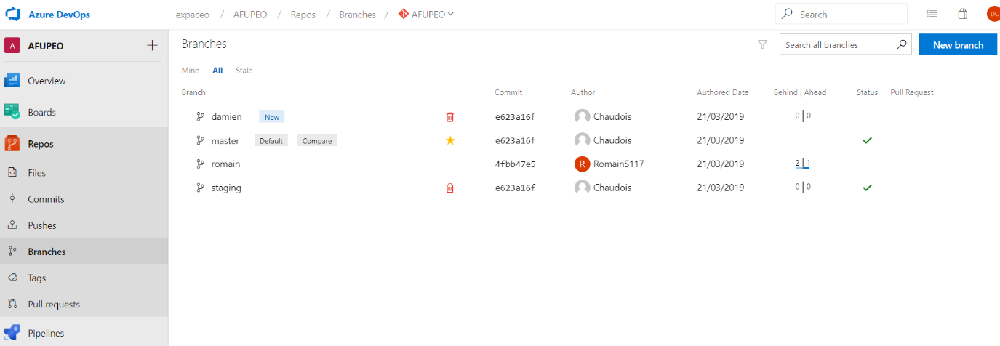 Azure DevOps
expaceo / AFUPEO / Repos / Branches / AFUPEO
Search
DC
A AFUPEO
Overview
Boards
Repos
Files
Commits
Pushes
Branches
Tags
Pull requests
Pipelines
Branches
Search all branches
New branch
Mine All Stale
Branch Commit Author Authored Date Behind | Ahead Status Pull Request
damien New e623a16f Chaudois 21/03/2019 0 | 0
master Default Compare e623a16f Chaudois 21/03/2019
romain 4fbb47e5 R RomainS117 21/03/2019 2 | 1
staging e623a16f Chaudois 21/03/2019 0 | 0